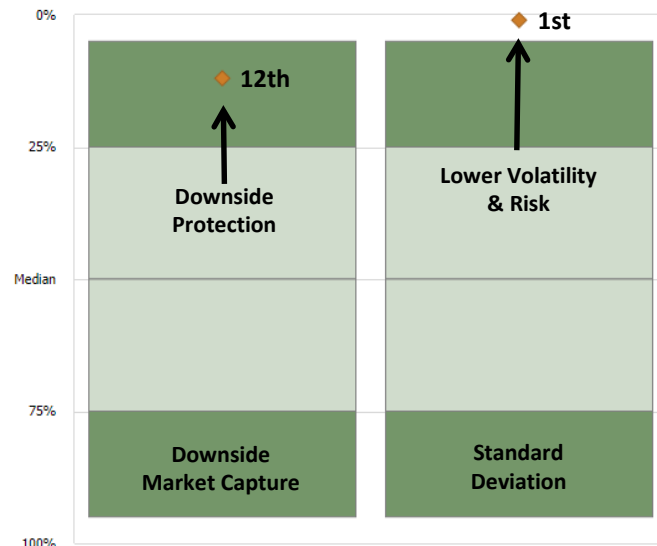 0%
1st
12th
25%
Downside
Protection
Lower Volatility
& Risk
Median
75%
Downside
Market Capture
Standard
Deviation
100%